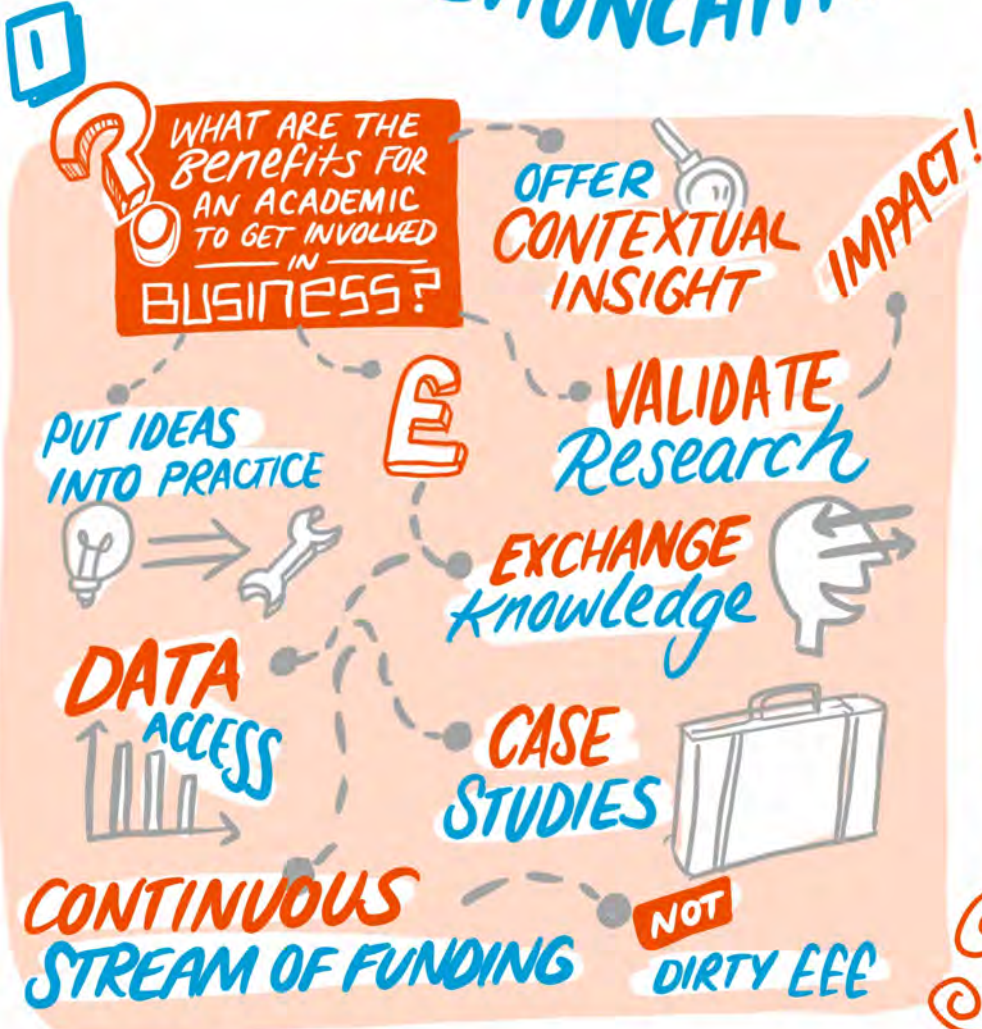 1
?
WHAT ARE THE
Benefits FOR
AN ACADEMIC
TO GET INVOLVED
IN
BUSINESS?
OFFER
CONTEXTUAL
INSIGHT
IMPACT!
PUT IDEAS
INTO PRACTICE
£
VALIDATE
Research
EXCHANGE
Knowledge
DATA
ACCESS
CASE
STUDIES
CONTINUOUS
STREAM OF FUNDING
NOT
DIRTY £££